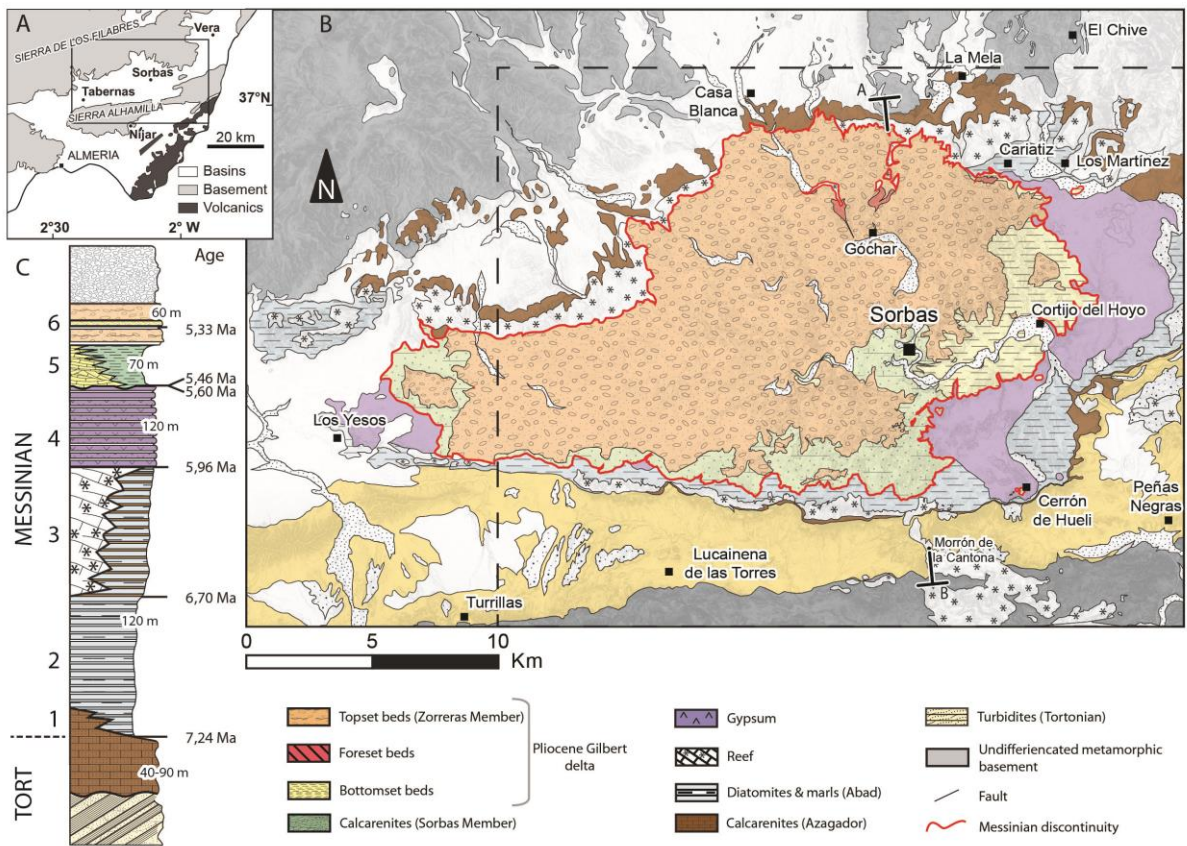 A
SIERRA DE LOS FILABRES
Vera
Sorbas
Tabernas
SIERRA ALHAMILLA
37°N
Níjar
20 km
ALMERIA
Basins
Basement
Volcanics
2°30
2° W
B
El Chive
La Mela
A
Casa
Blanca
Cariatiz
Los Martínez
N
Góchar
Sorbas
Cortijo del Hoyo
Los Yesos
Cerrón
de Hueli
Peñas
Negras
Morrón de
la Cantona
Lucainena
de las Torres
B
Turrillas
0 5 10
Km
C
Age
60 m
6
5,33 Ma
5
70 m
5,46 Ma
5,60 Ma
120 m
4
5,96 Ma
MESSINIAN
3
6,70 Ma
120 m
2
1
7,24 Ma
TORT
40-90 m
Topset beds (Zorreras Member)
Foreset beds
Bottomset beds
Pliocene Gilbert
delta
Calcarenites (Sorbas Member)
Gypsum
Reef
Diatomites & marls (Abad)
Calcarenites (Azagador)
Turbidites (Tortonian)
Undifferienciated metamorphic
basement
Fault
Messinian discontinuity